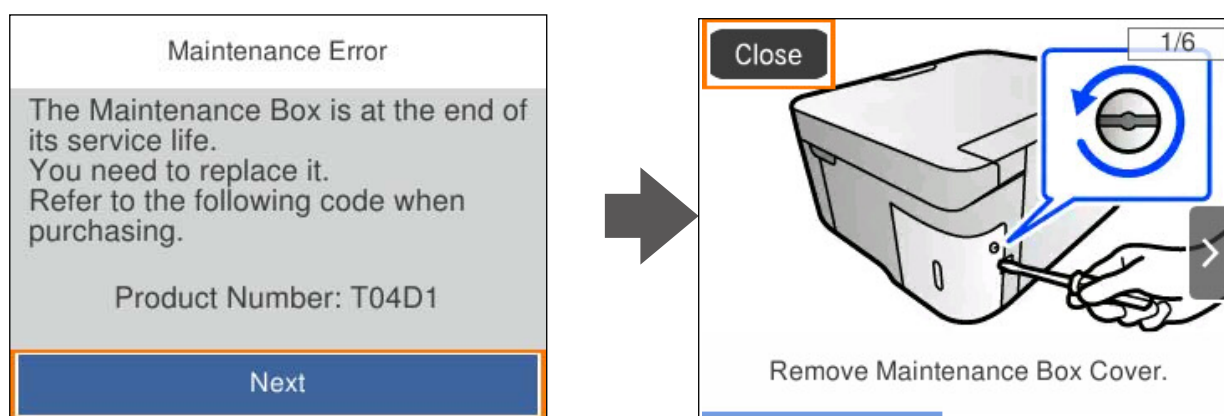 Maintenance Error
The Maintenance Box is at the end of
its service life.
You need to replace it.
Refer to the following code when
purchasing.
Product Number: T04D1
Next
Close
1/6
Remove Maintenance Box Cover.